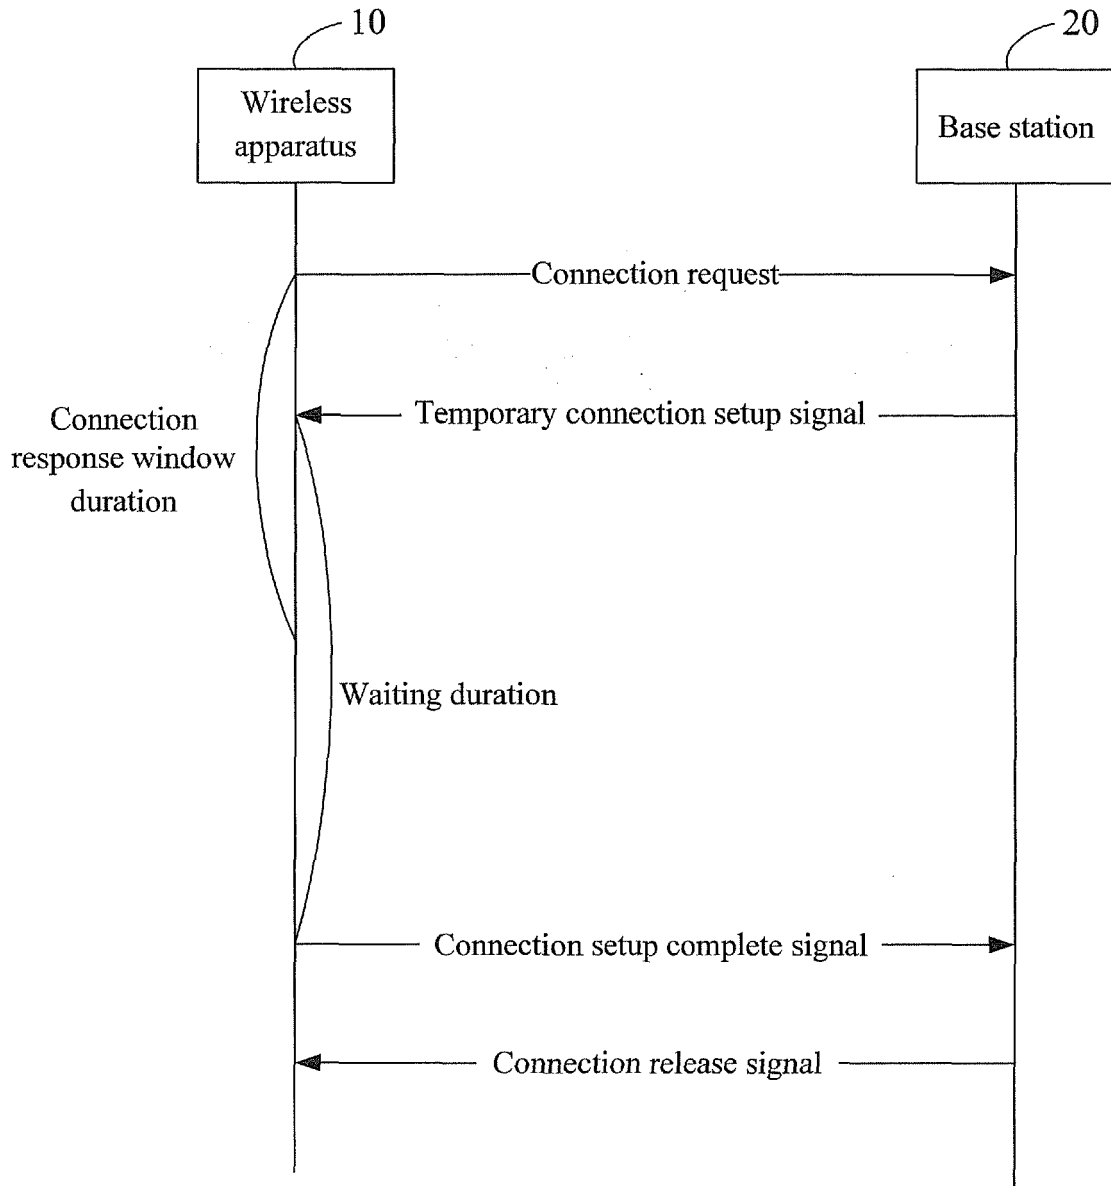 10
20
Wireless
apparatus
Base station
Connection request
Temporary connection setup signal
Connection
response window
duration
Waiting duration
Connection setup complete signal
Connection release signal